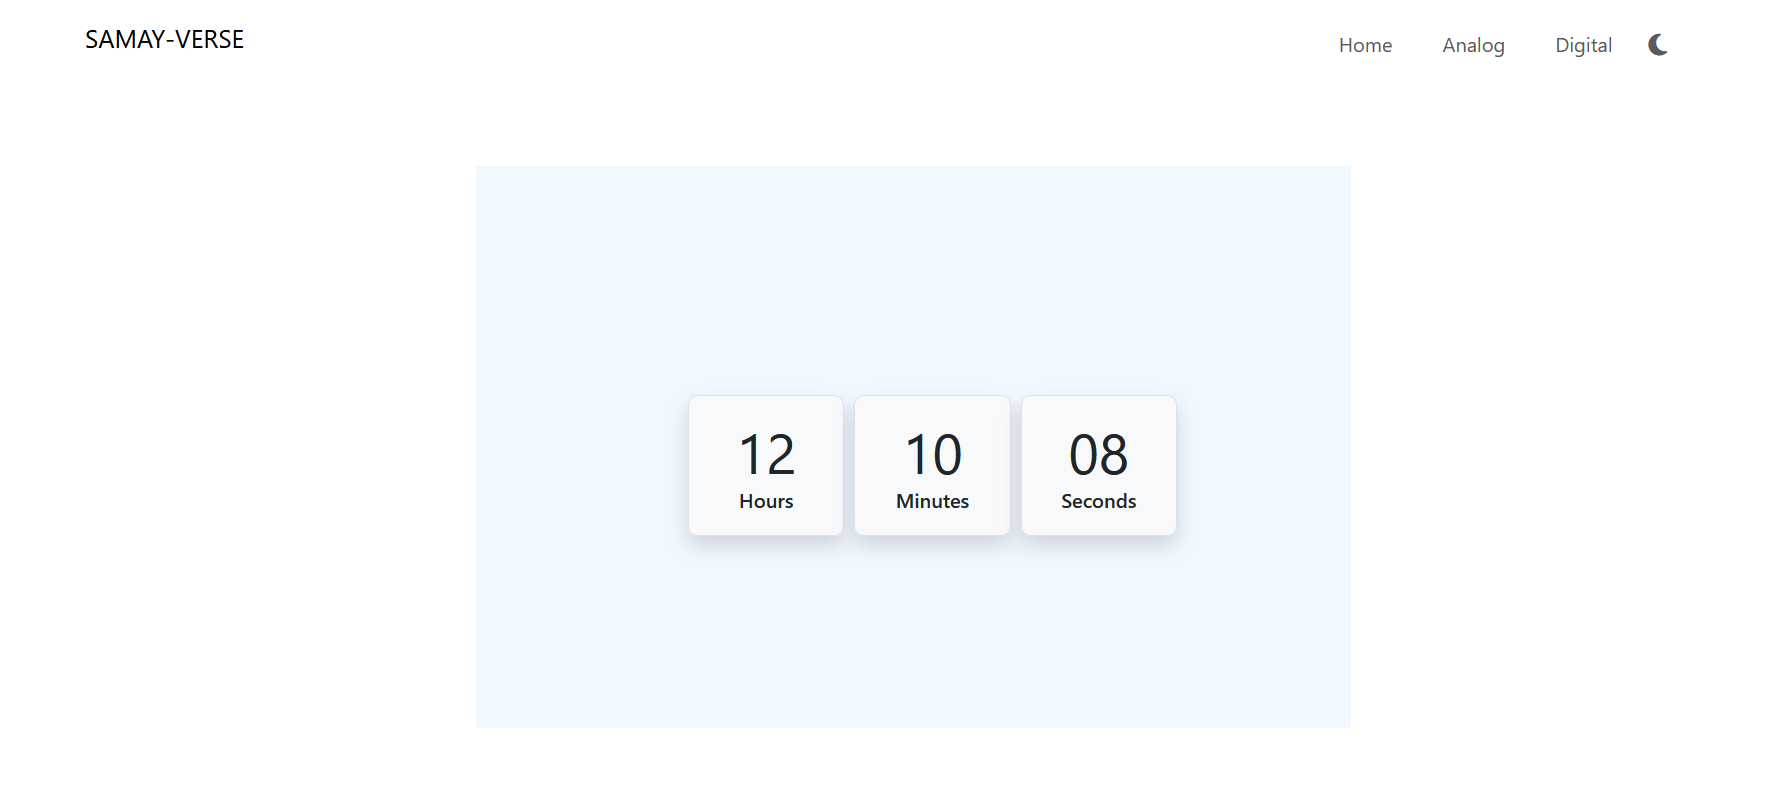 SAMAY-VERSE
Home Analog Digital
12 10 08
Hours Minutes Seconds